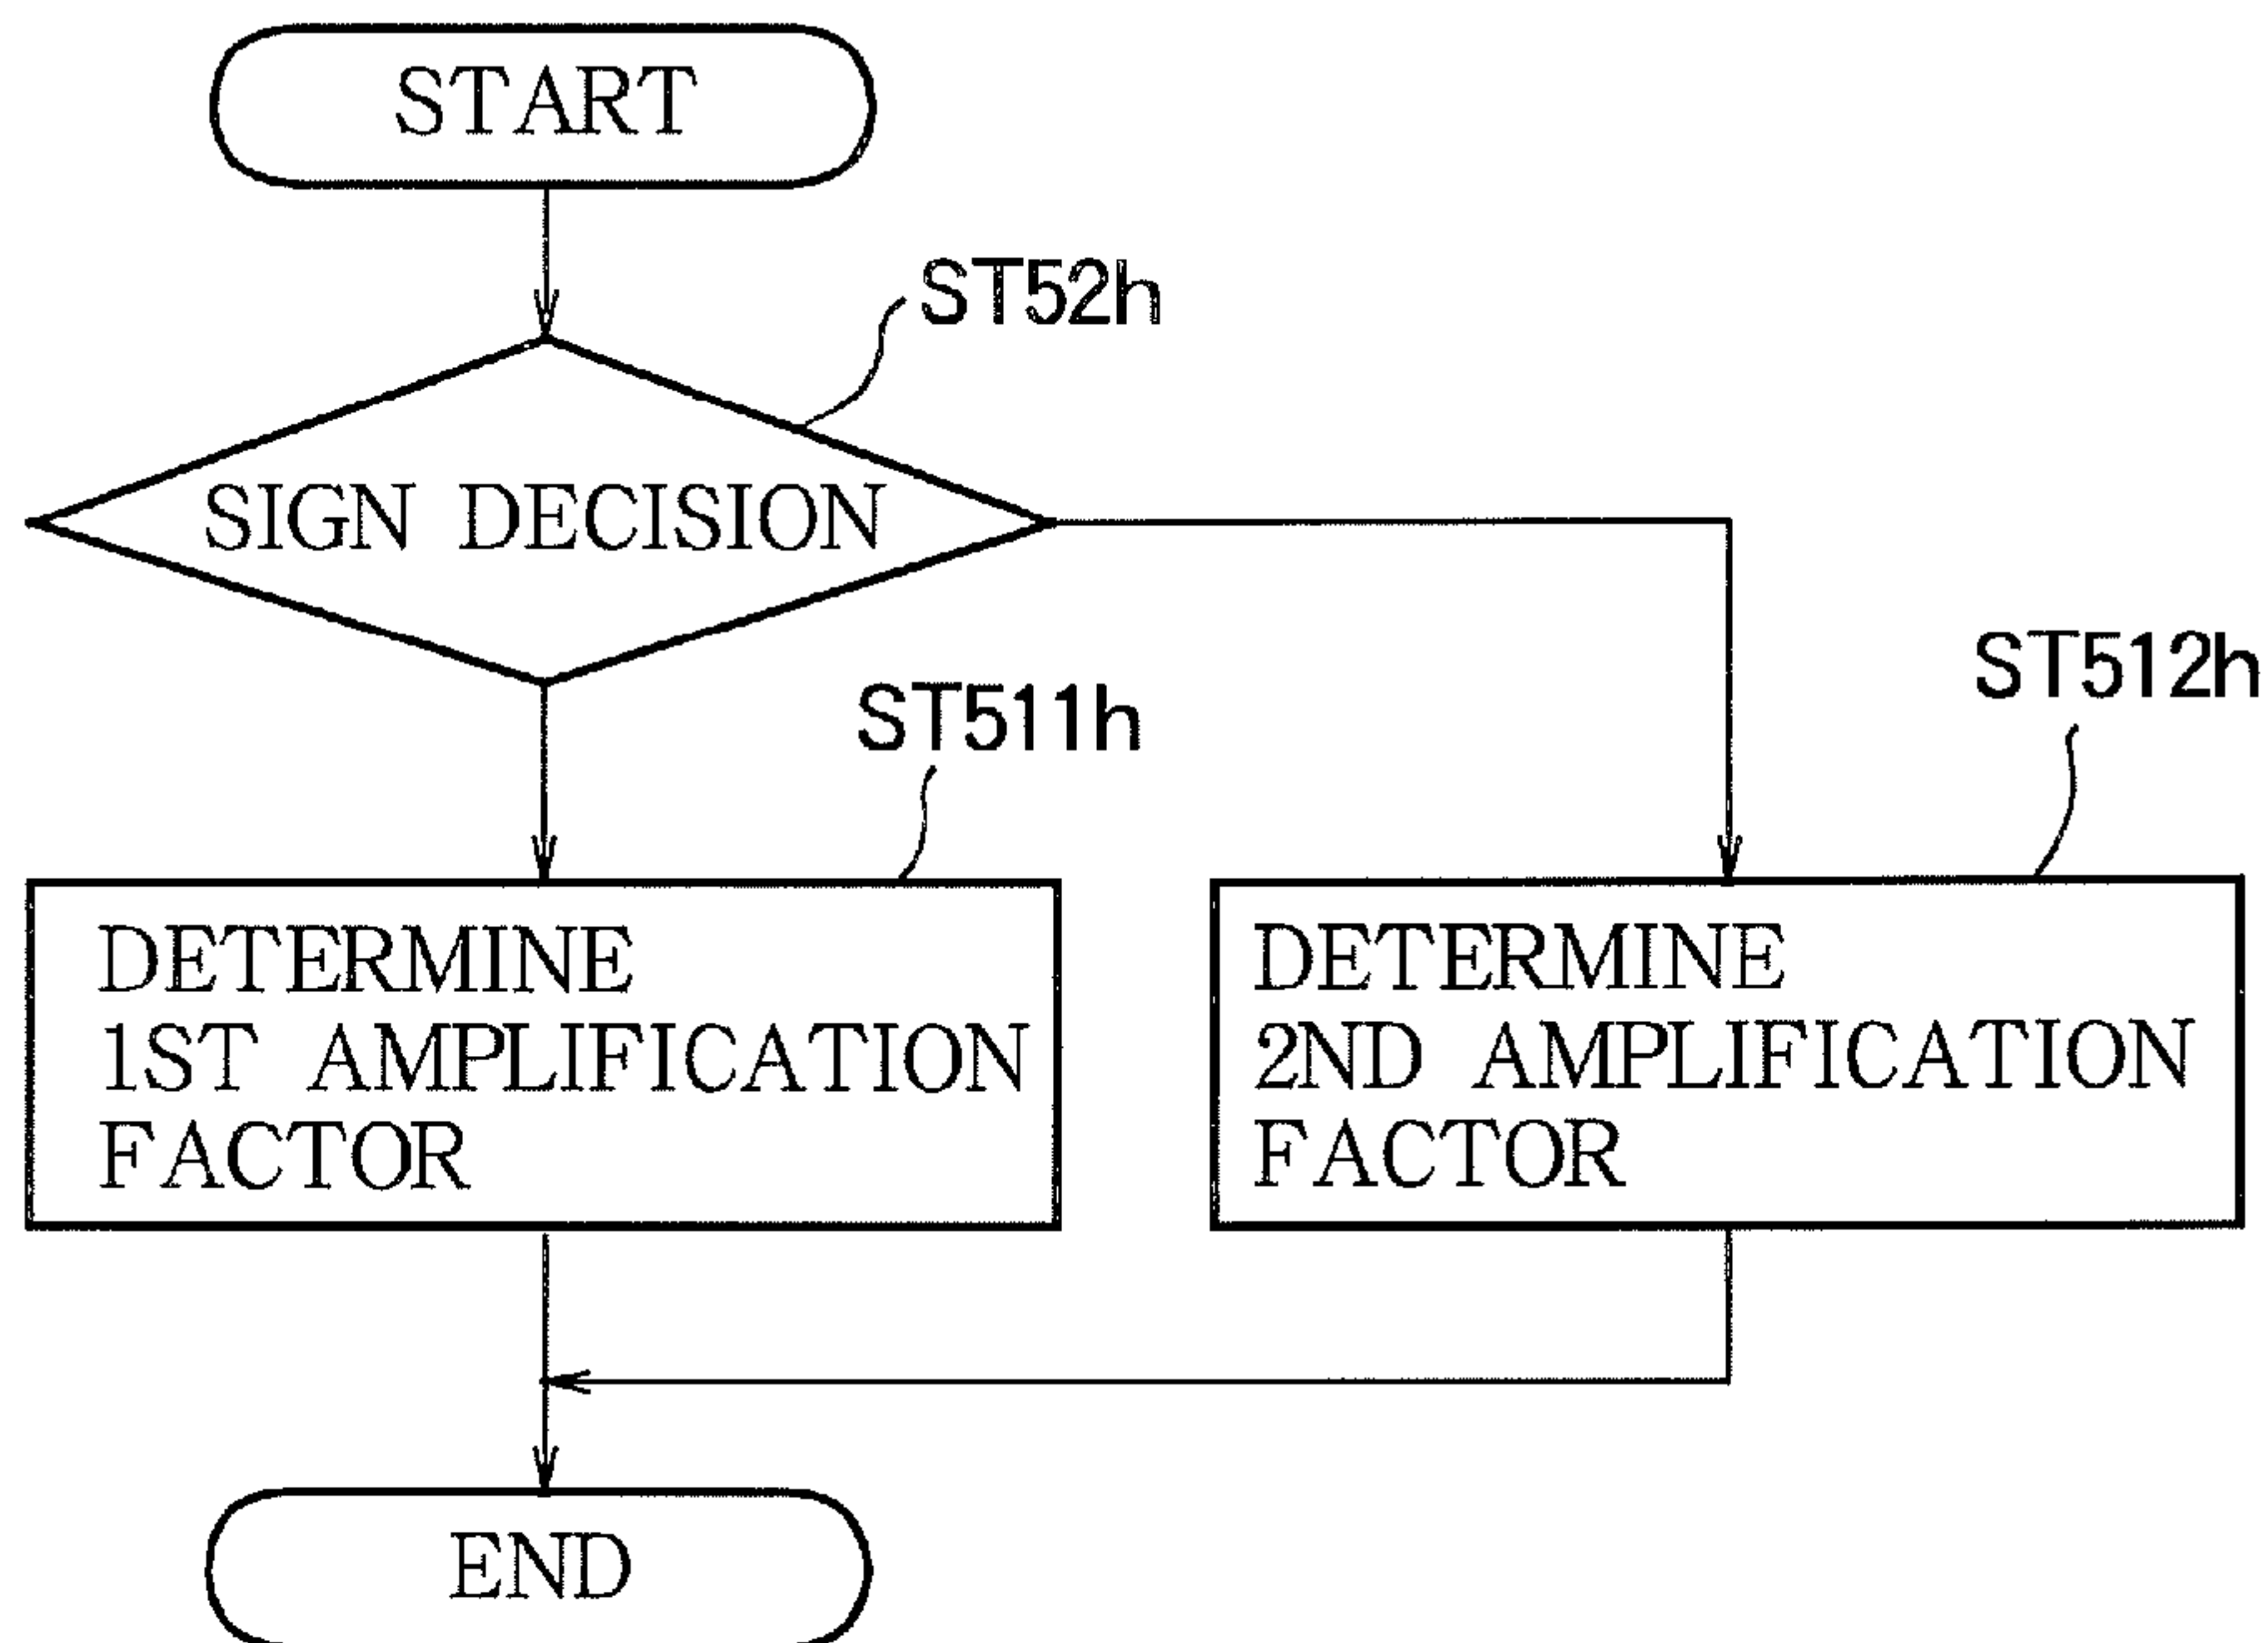 START
ST52h
SIGN DECISION
ST511h
ST512h
DETERMINE
1ST AMPLIFICATION
FACTOR
DETERMINE
2ND AMPLIFICATION
FACTOR
END